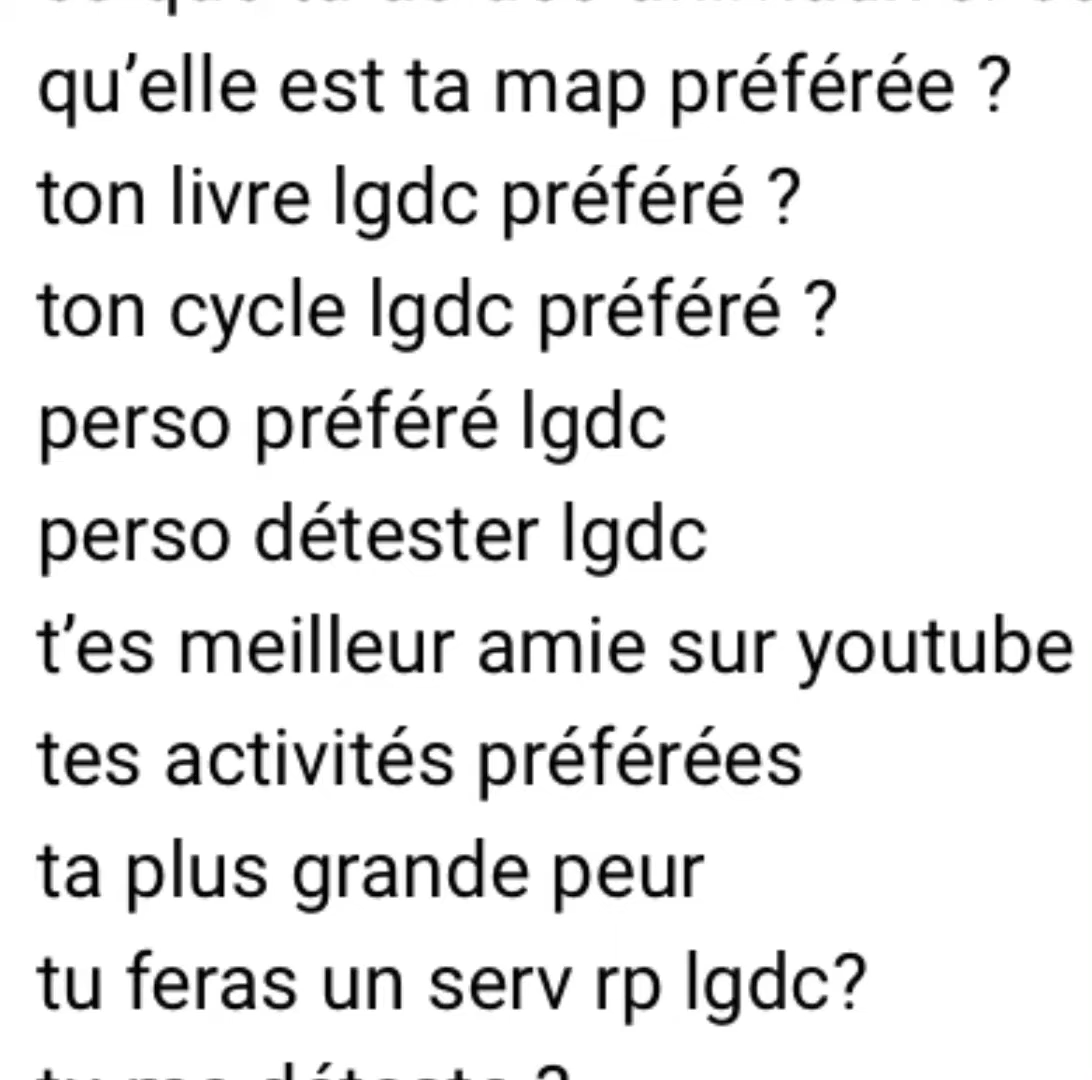 qu’elle est ta map préférée ?
ton livre lgdc préféré ?
ton cycle lgdc préféré ?
perso préféré lgdc
perso détester lgdc
t’es meilleur amie sur youtube
tes activités préférées
ta plus grande peur
tu feras un serv rp lgdc?